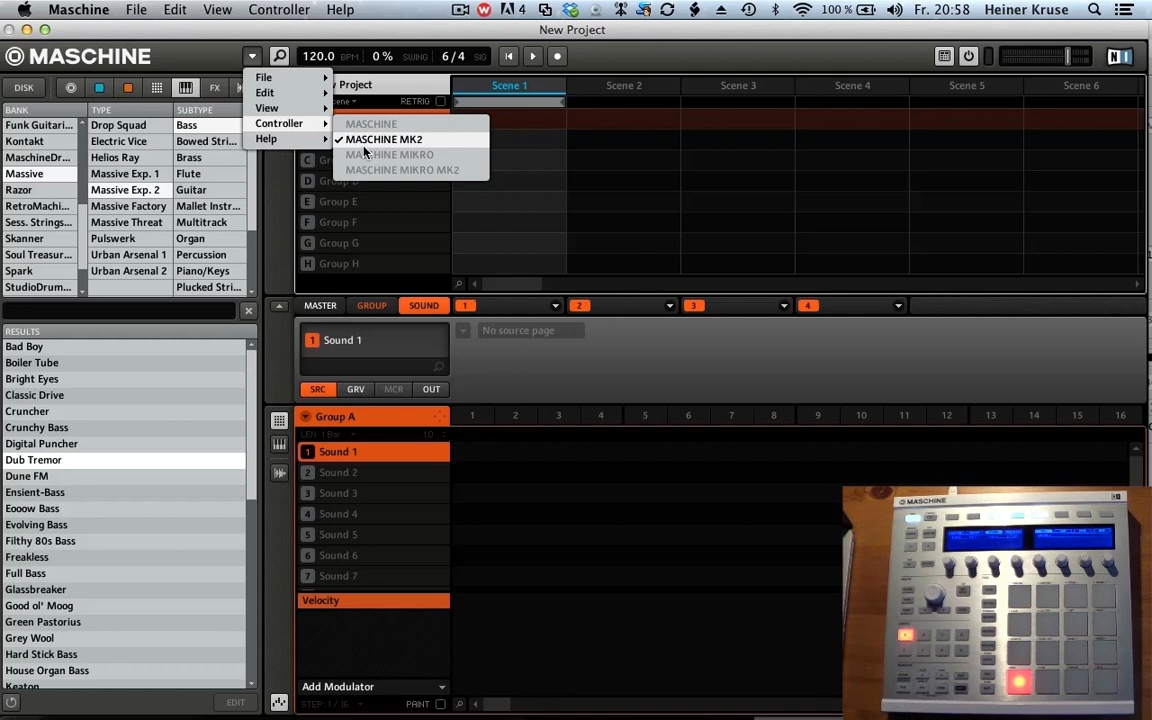 Maschine File Edit View Controller Help
4 100% Fr. 20:58 Heiner Kruse
New Project
MASCHINE 120.0 BPM 0% SWING 6/4 SIG
DISK FX
File
Edit
View
Controller
Help
MASCHINE
MASCHINE MK2
MASCHINE MIKRO
MASCHINE MIKRO MK2
Project
RETRIG
Scene 1 Scene 2 Scene 3 Scene 4 Scene 5 Scene 6
BANK TYPE SUBTYPE
Funk Guitari... Drop Squad Bass
Kontakt Electric Vice Bowed Stri...
MaschineDr... Helios Ray Brass
Massive Massive Exp. 1 Flute
Razor Massive Exp. 2 Guitar
RetroMachi... Massive Factory Mallet Instr...
Sess. Strings... Massive Threat Multitrack
Skanner Pulswerk Organ
Soul Treasur... Urban Arsenal 1 Percussion
Spark Urban Arsenal 2 Piano/Keys
StudioDrum... Plucked Stri...
E Group E
F Group F
G Group G
H Group H
MASTER GROUP SOUND 1 2 3 4
1 Sound 1
No source page
SRC GRV MCR OUT
RESULTS
Bad Boy
Boiler Tube
Bright Eyes
Classic Drive
Cruncher
Crunchy Bass
Digital Puncher
Dub Tremor
Dune FM
Ensient-Bass
Eooow Bass
Evolving Bass
Filthy 80s Bass
Freakless
Full Bass
Glassbreaker
Good ol' Moog
Green Pastorius
Grey Wool
Hard Stick Bass
House Organ Bass
Keaton
EDIT
Group A 1 2 3 4 5 6 7 8 9 10 11 12 13 14 15 16
1 Sound 1
2 Sound 2
3 Sound 3
4 Sound 4
5 Sound 5
6 Sound 6
7 Sound 7
Velocity
Add Modulator
STEP: 1/16 PAINT
MASCHINE